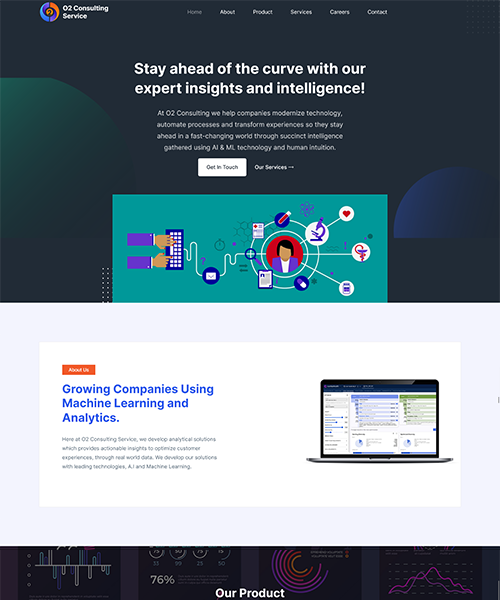 O2 Consulting
Service
Home About Product Services Careers Contact
Stay ahead of the curve with our
expert insights and intelligence!
At O2 Consulting we help companies modernize technology,
automate processes and transform experiences so they stay
ahead in a fast-changing world through succinct intelligence
gathered using AI & ML technology and human intuition.
Get In Touch Our Services
About Us
Growing Companies Using
Machine Learning and
Analytics.
Here at O2 Consulting Service, we develop analytical solutions
which provides actionable insights to optimize customer
experiences, through real world data. We develop our solutions
with leading technologies, A.I and Machine Learning.
13 99 25 50
76%
Our Product